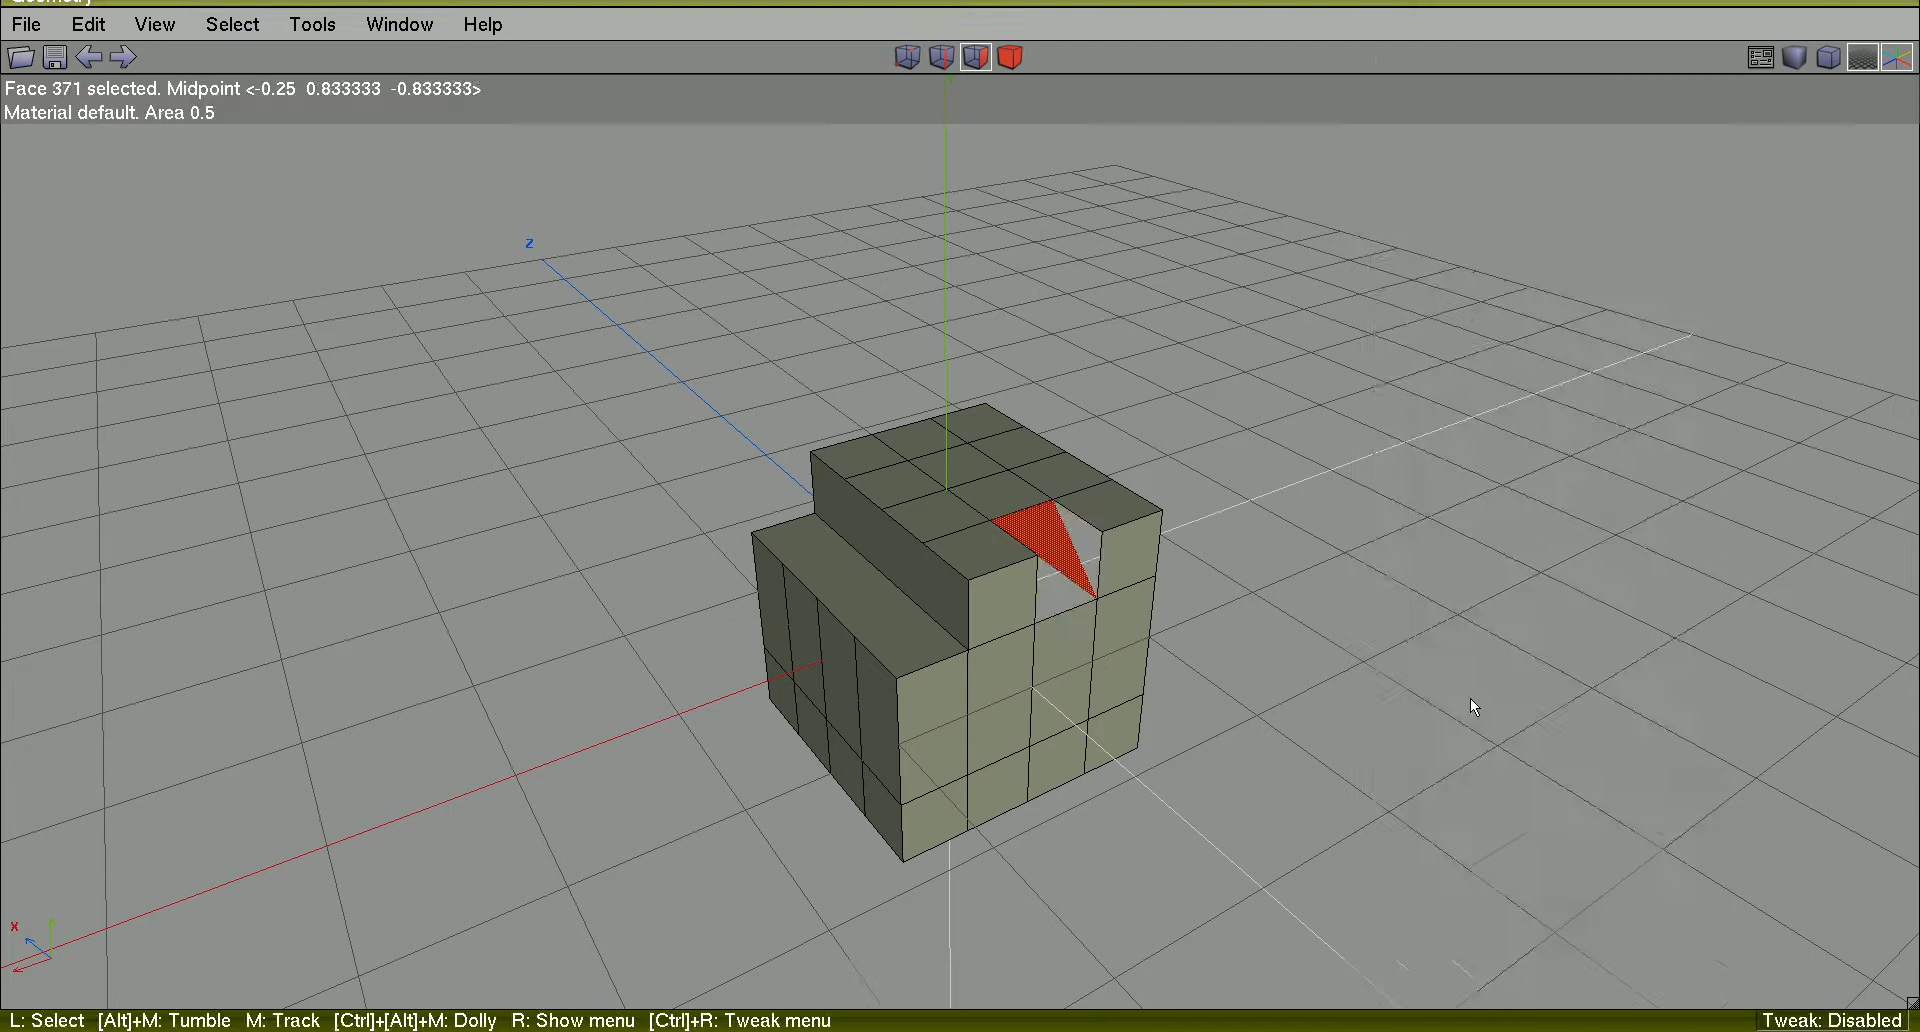 Geometry
File Edit View Select Tools Window Help
Face 371 selected. Midpoint <-0.25  0.833333  -0.833333>
Material default. Area 0.5
z
x
L: Select  [Alt]+M: Tumble  M: Track  [Ctrl]+[Alt]+M: Dolly  R: Show menu  [Ctrl]+R: Tweak menu
Tweak: Disabled